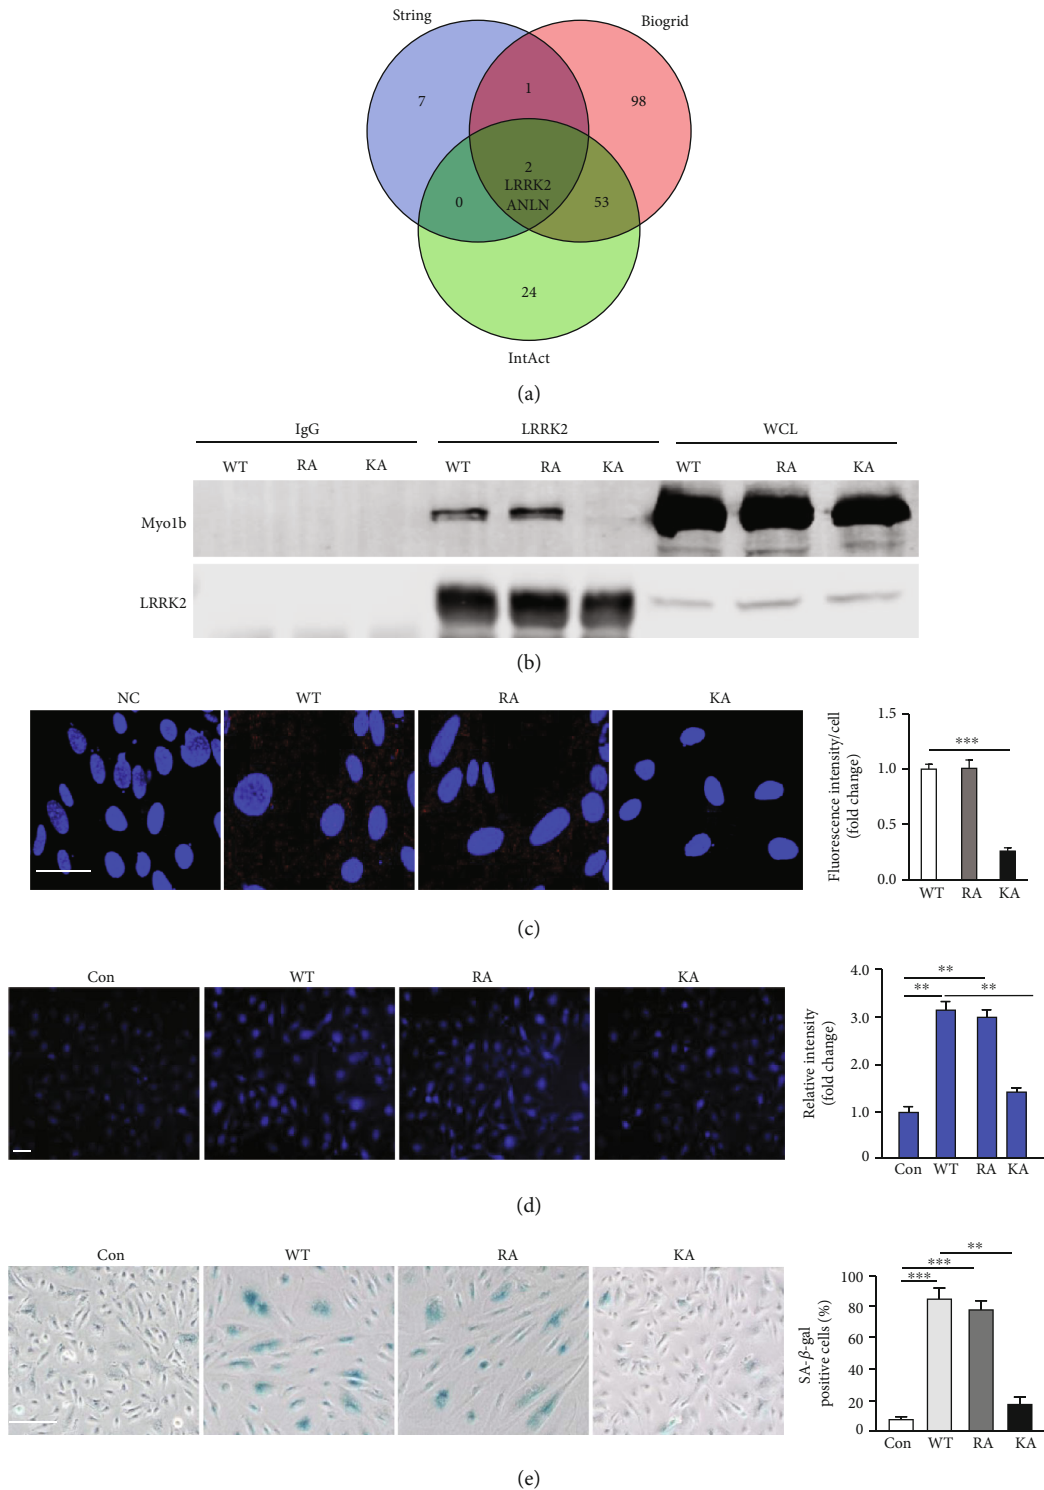 String
Biogrid
7
1
98
2
LRRK2
ANLN
0
53
24
IntAct
(a)
IgG
LRRK2
WCL
WT
RA
KA
WT
RA
KA
WT
RA
KA
Myo1b
LRRK2
(b)
NC
WT
RA
KA
Fluorescence intensity/cell
(fold change)
1.5
1.0
0.5
0.0
***
WT
RA
KA
(c)
Con
WT
RA
KA
Relative intensity
(fold change)
4.0
3.0
2.0
1.0
0
**
**
**
Con
WT
RA
KA
(d)
Con
WT
RA
KA
SA-β-gal
positive cells (%)
100
80
60
40
20
0
**
***
***
Con
WT
RA
KA
(e)